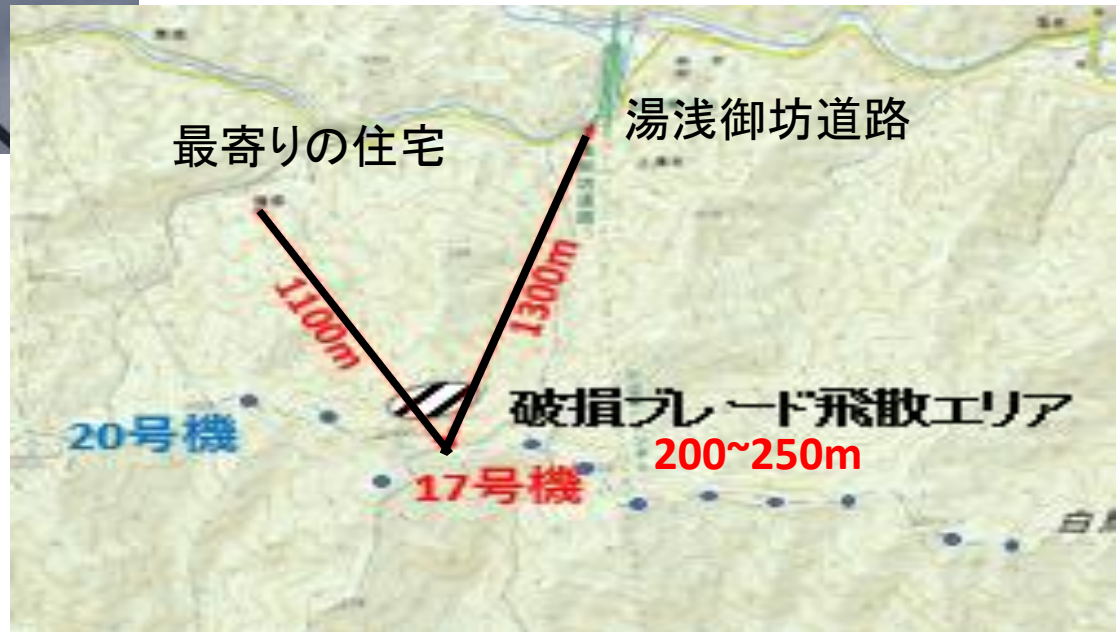 湯浅御坊道路
最寄りの住宅
1100m
1300m
破損ブレード飛散エリア
200~250m
20号機
17号機